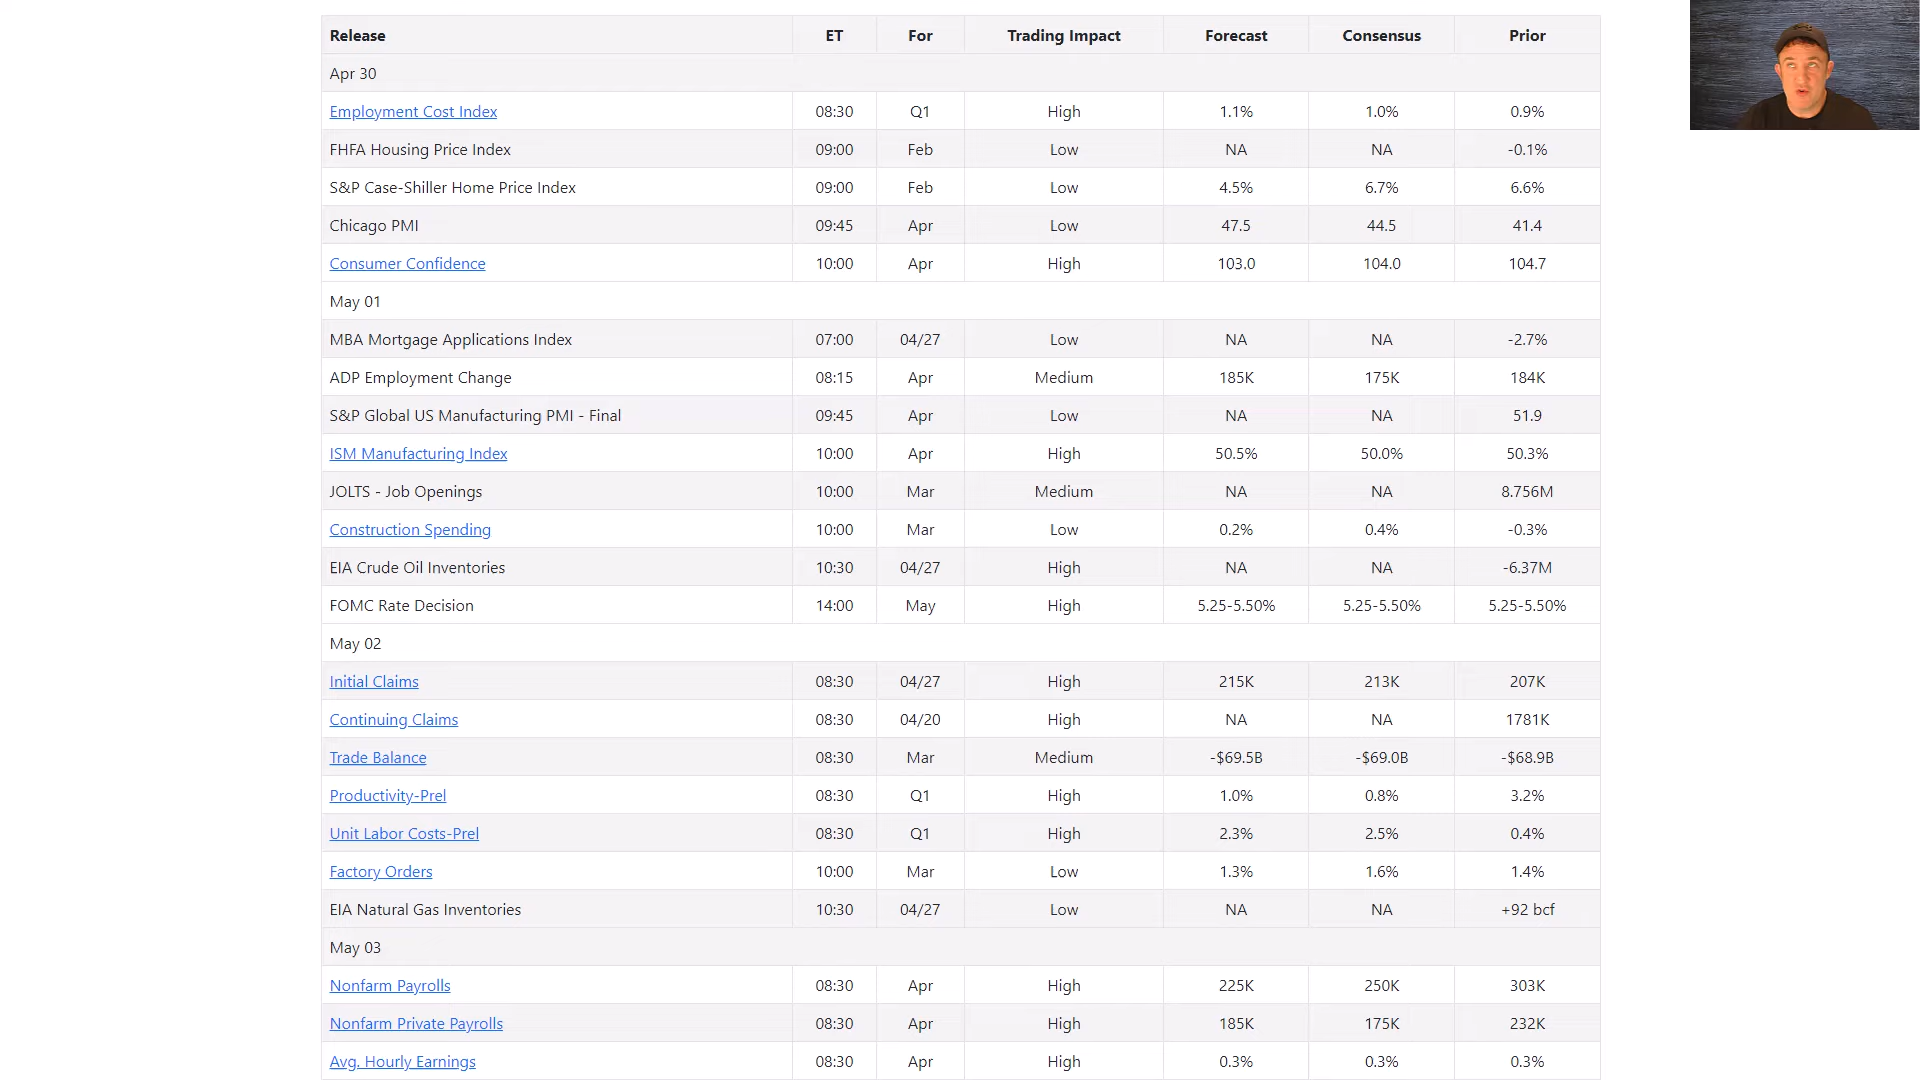 Release ET For Trading Impact Forecast Consensus Prior
Apr 30
Employment Cost Index 08:30 Q1 High 1.1% 1.0% 0.9%
FHFA Housing Price Index 09:00 Feb Low NA NA -0.1%
S&P Case-Shiller Home Price Index 09:00 Feb Low 4.5% 6.7% 6.6%
Chicago PMI 09:45 Apr Low 47.5 44.5 41.4
Consumer Confidence 10:00 Apr High 103.0 104.0 104.7
May 01
MBA Mortgage Applications Index 07:00 04/27 Low NA NA -2.7%
ADP Employment Change 08:15 Apr Medium 185K 175K 184K
S&P Global US Manufacturing PMI - Final 09:45 Apr Low NA NA 51.9
ISM Manufacturing Index 10:00 Apr High 50.5% 50.0% 50.3%
JOLTS - Job Openings 10:00 Mar Medium NA NA 8.756M
Construction Spending 10:00 Mar Low 0.2% 0.4% -0.3%
EIA Crude Oil Inventories 10:30 04/27 High NA NA -6.37M
FOMC Rate Decision 14:00 May High 5.25-5.50% 5.25-5.50% 5.25-5.50%
May 02
Initial Claims 08:30 04/27 High 215K 213K 207K
Continuing Claims 08:30 04/20 High NA NA 1781K
Trade Balance 08:30 Mar Medium -$69.5B -$69.0B -$68.9B
Productivity-Prel 08:30 Q1 High 1.0% 0.8% 3.2%
Unit Labor Costs-Prel 08:30 Q1 High 2.3% 2.5% 0.4%
Factory Orders 10:00 Mar Low 1.3% 1.6% 1.4%
EIA Natural Gas Inventories 10:30 04/27 Low NA NA +92 bcf
May 03
Nonfarm Payrolls 08:30 Apr High 225K 250K 303K
Nonfarm Private Payrolls 08:30 Apr High 185K 175K 232K
Avg. Hourly Earnings 08:30 Apr High 0.3% 0.3% 0.3%